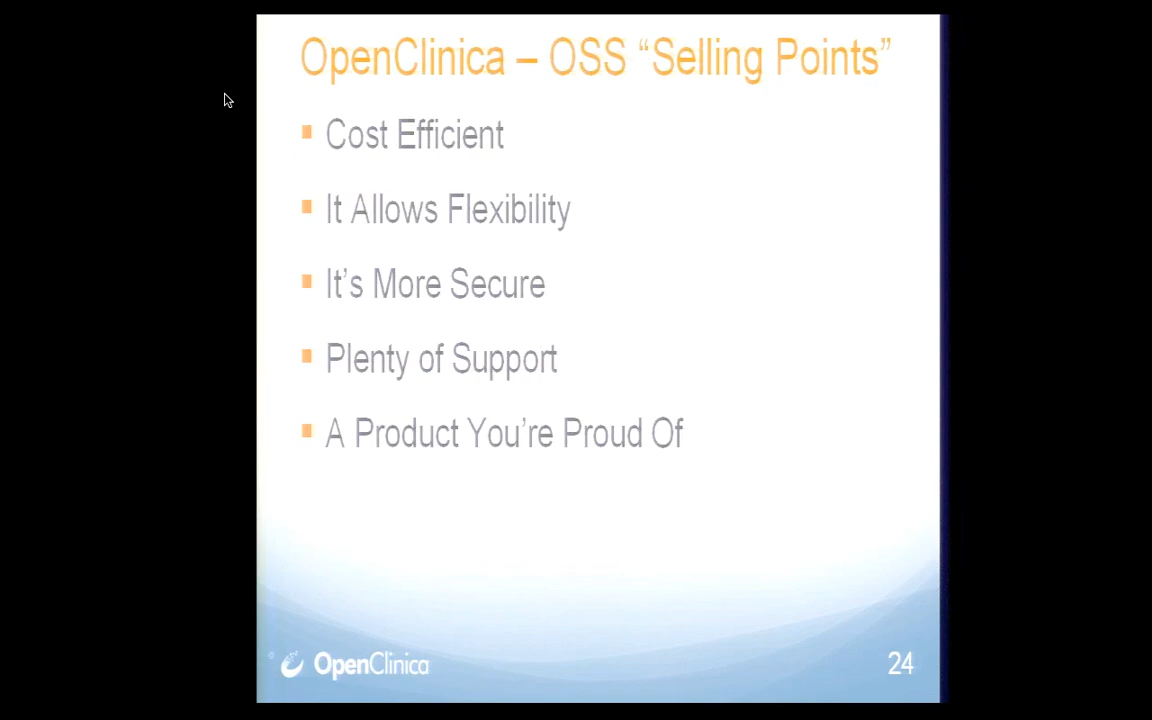 OpenClinica – OSS “Selling Points”
Cost Efficient
It Allows Flexibility
It’s More Secure
Plenty of Support
A Product You’re Proud Of
OpenClinica
24